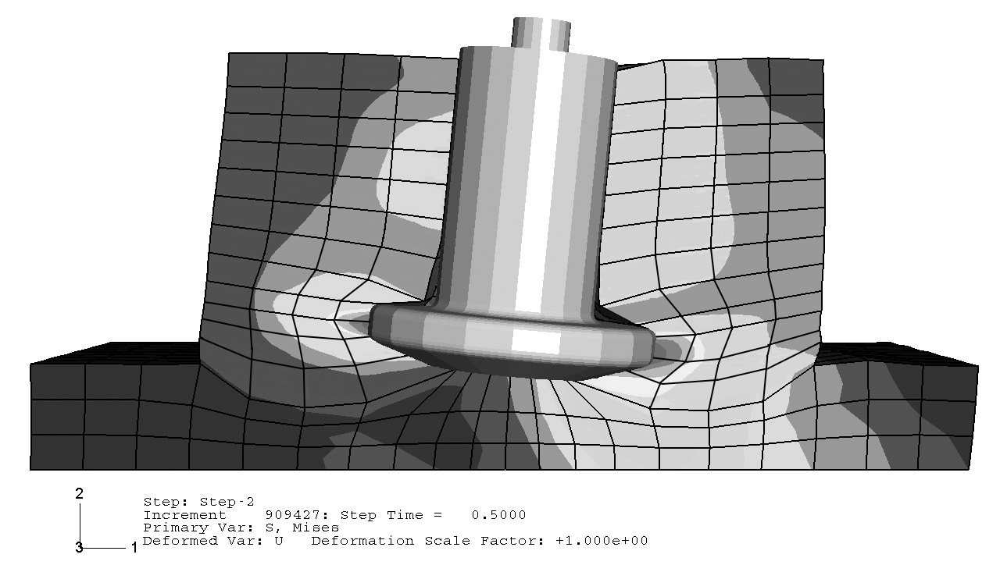 2
3
1
Step: Step-2
Increment 909427: Step Time = 0.5000
Primary Var: S, Mises
Deformed Var: U Deformation Scale Factor: +1.000e+00